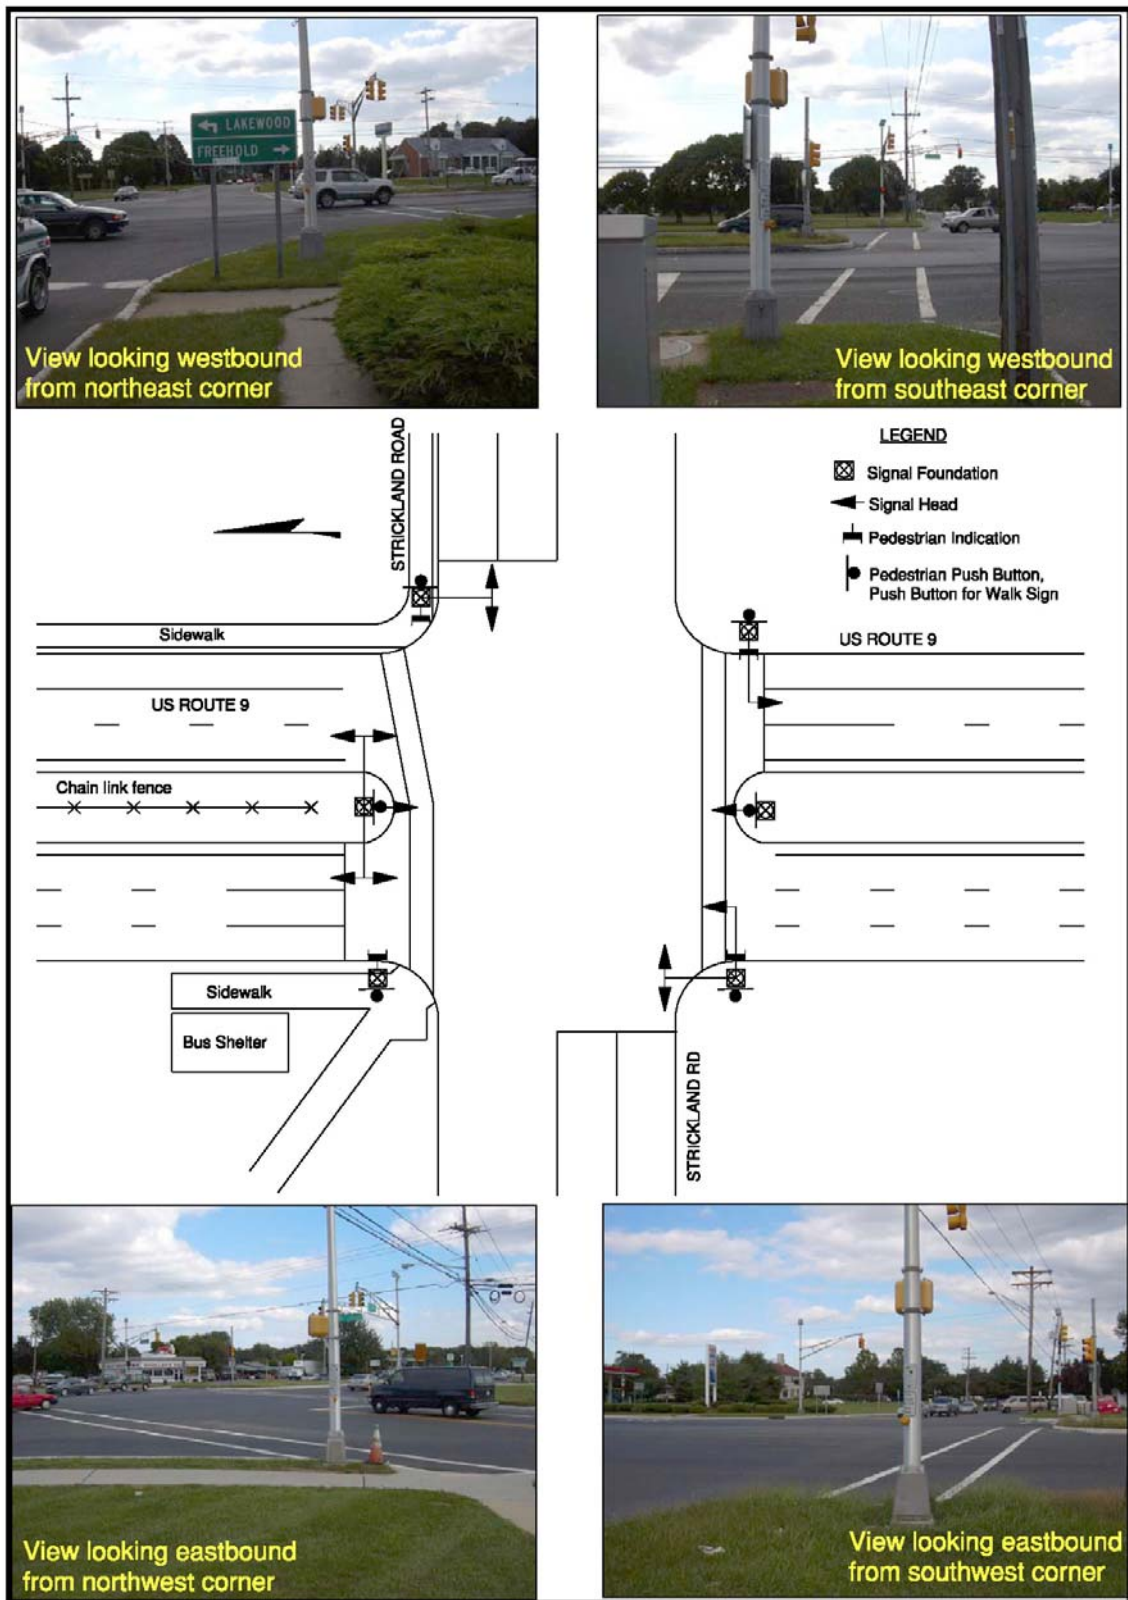 LAKEWOOD
FREEHOLD
View looking westbound
from northeast corner
View looking westbound
from southeast corner
LEGEND
Signal Foundation
Signal Head
Pedestrian Indication
Pedestrian Push Button,
Push Button for Walk Sign
STRICKLAND ROAD
Sidewalk
US ROUTE 9
US ROUTE 9
Chain link fence
Sidewalk
Bus Shelter
STRICKLAND RD
View looking eastbound
from northwest corner
View looking eastbound
from southwest corner